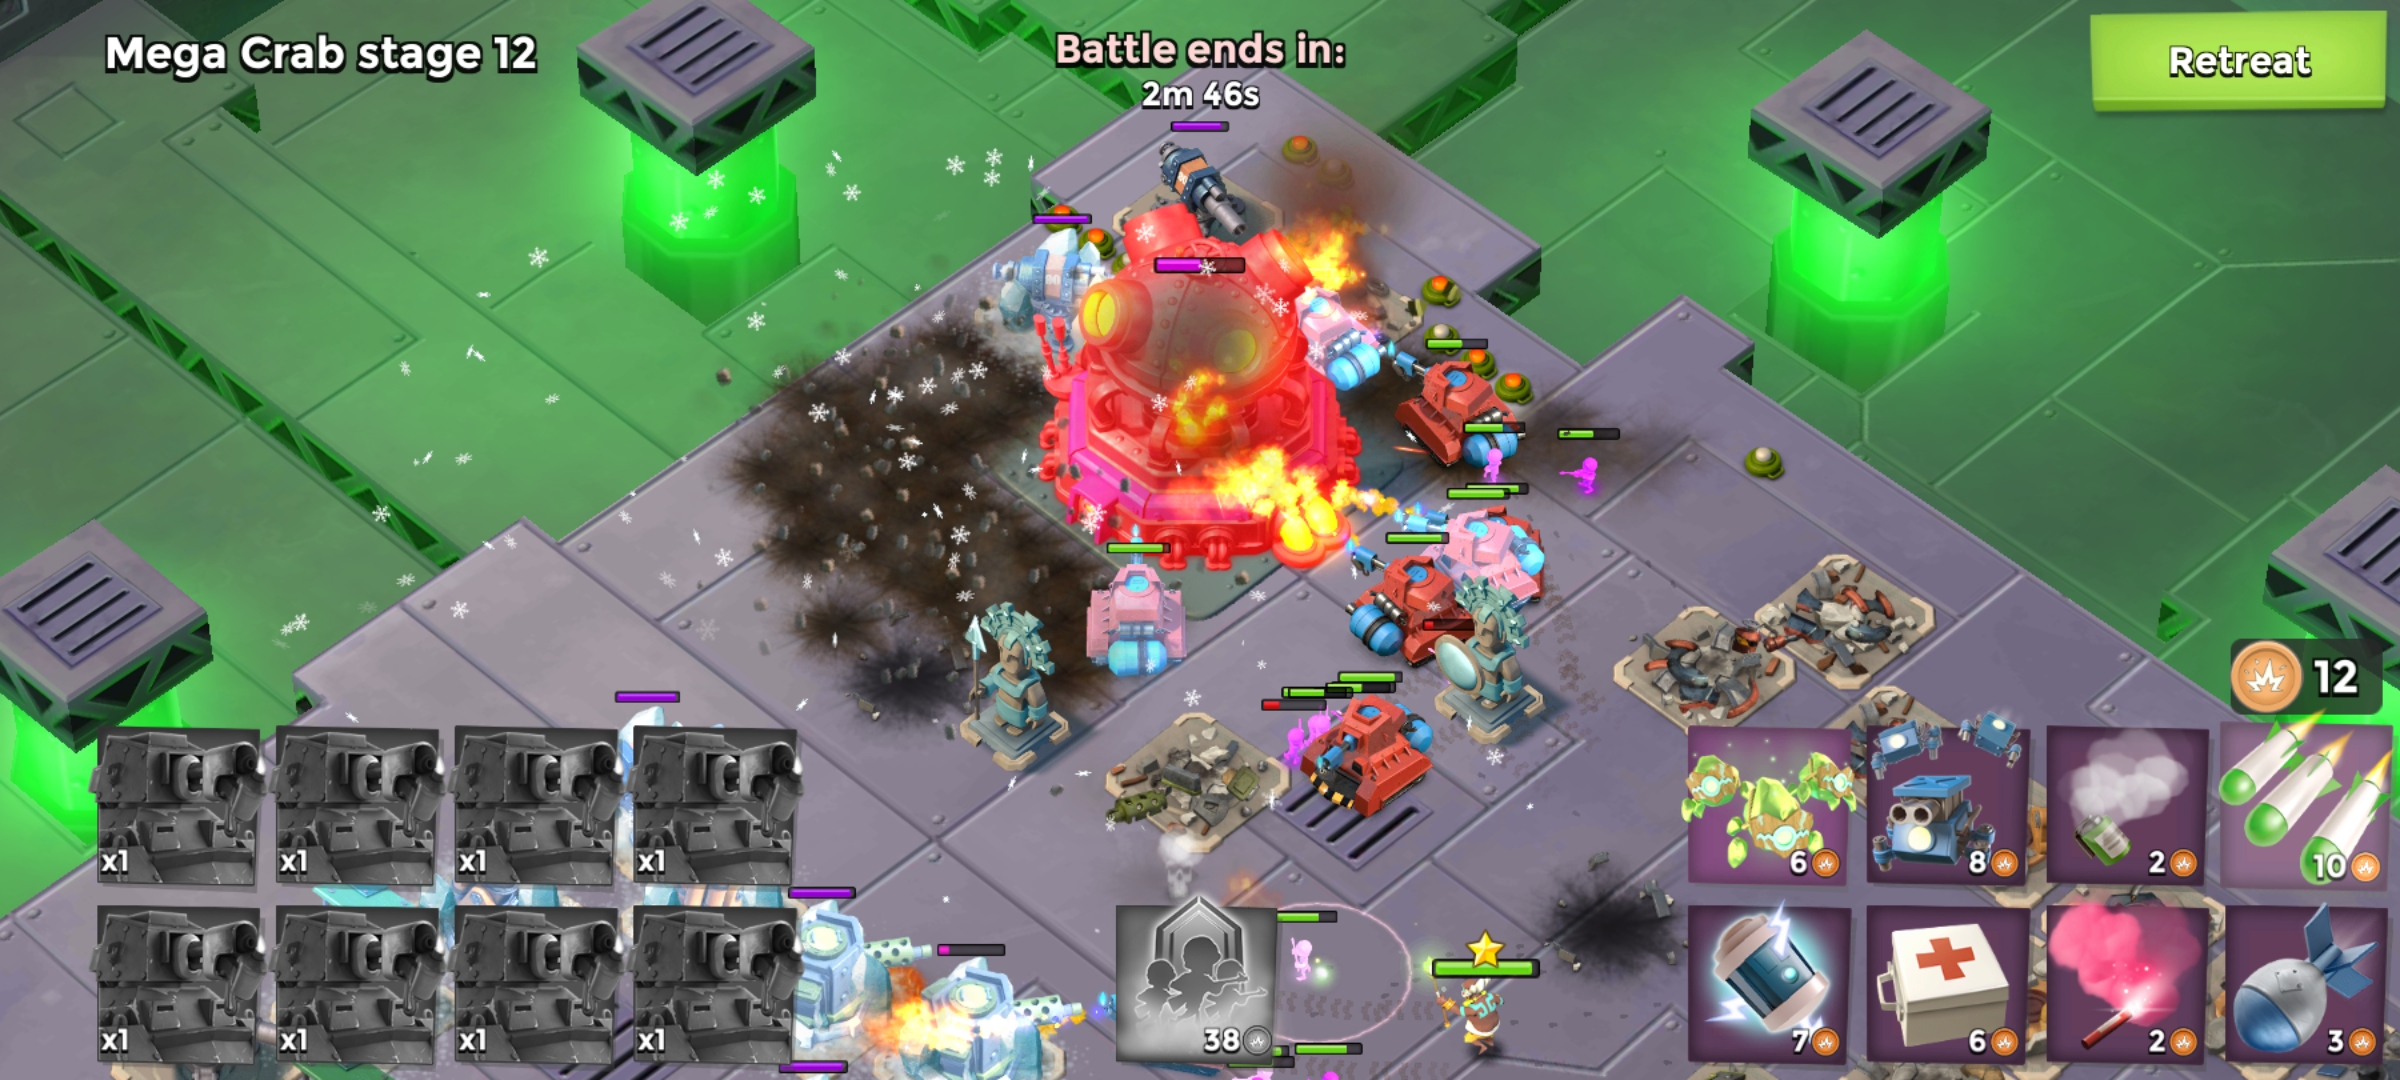 Mega Crab stage 12
Battle ends in:
2m 46s
Retreat
12
x1
x1
x1
x1
6
8
2
10
x1
x1
x1
x1
38
7
6
2
3